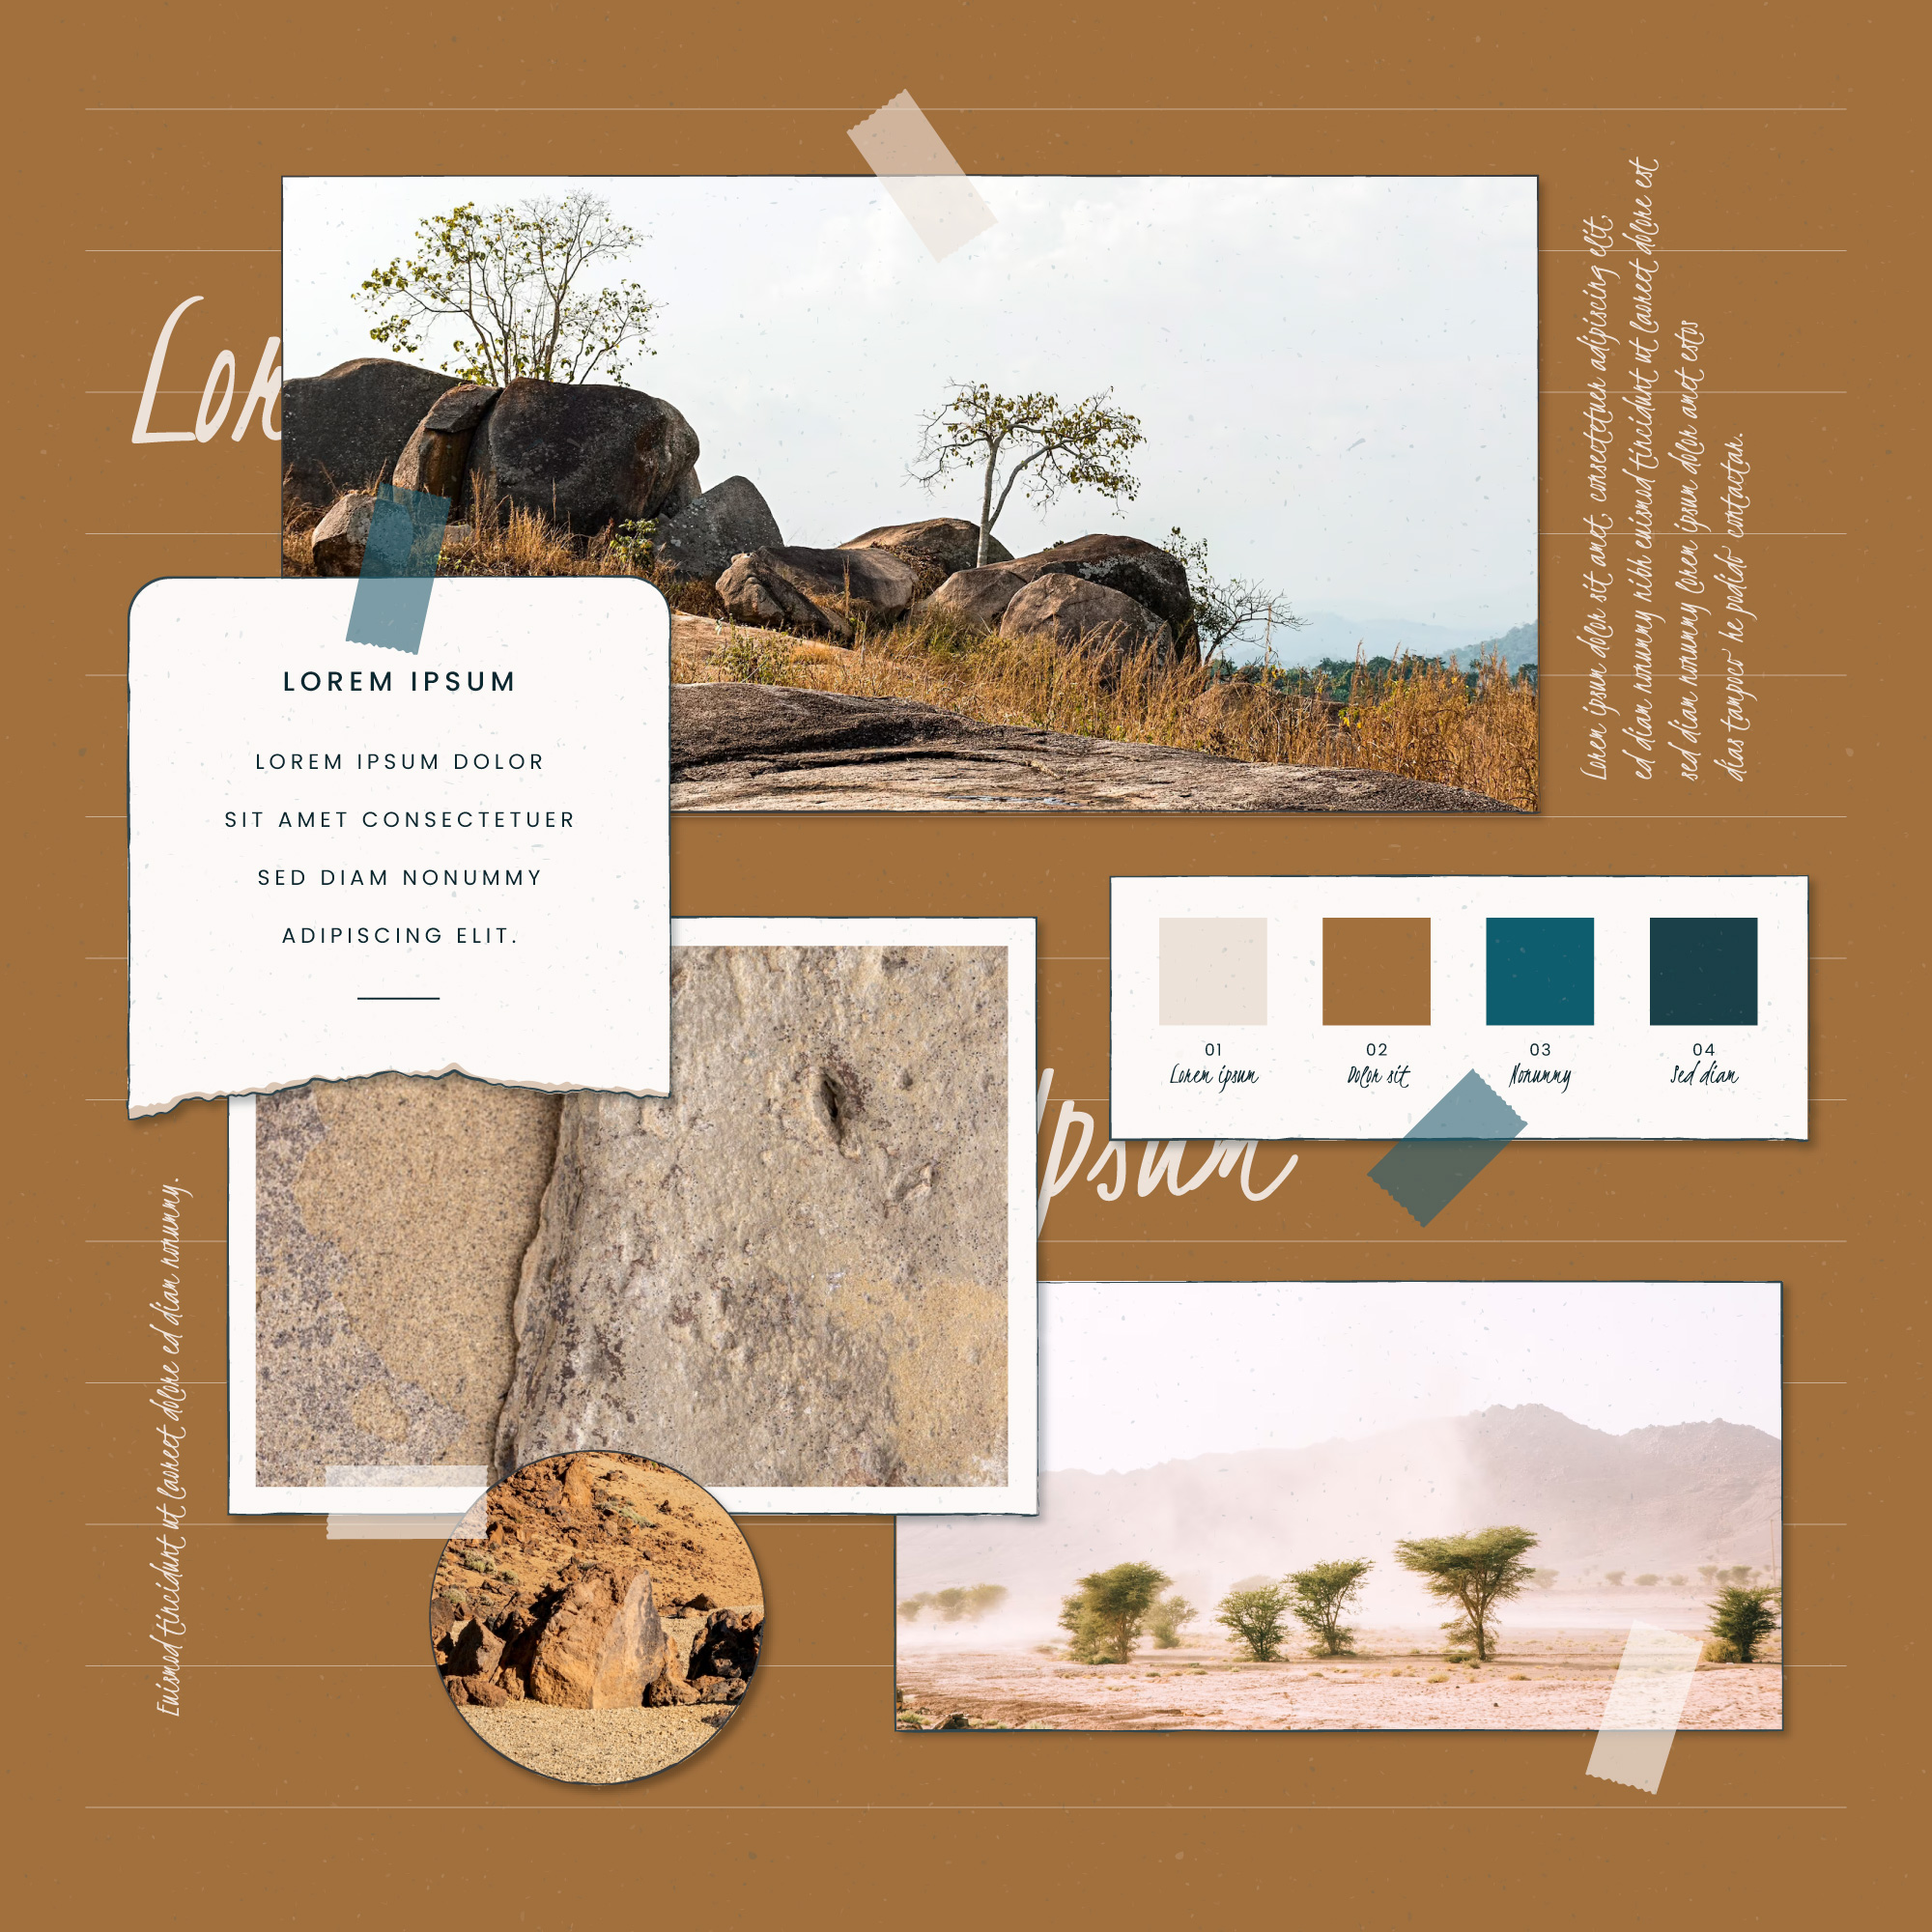 Lor
Lorem ipsum dolor sit amet, consectetuer adipiscing elit,
ed diam nonummy nibh euismod tincidunt ut laoreet dolore est
sed diam nonummy lorem ipsum dolor amet estos
dias tampoco he pedido contactar.
LOREM IPSUM
LOREM IPSUM DOLOR
SIT AMET CONSECTETUER
SED DIAM NONUMMY
ADIPISCING ELIT.
01
Lorem ipsum
02
Dolor sit
03
Nonummy
04
Sed diam
Ipsum
Euismod tincidunt ut laoreet dolore ed diam nonummy.